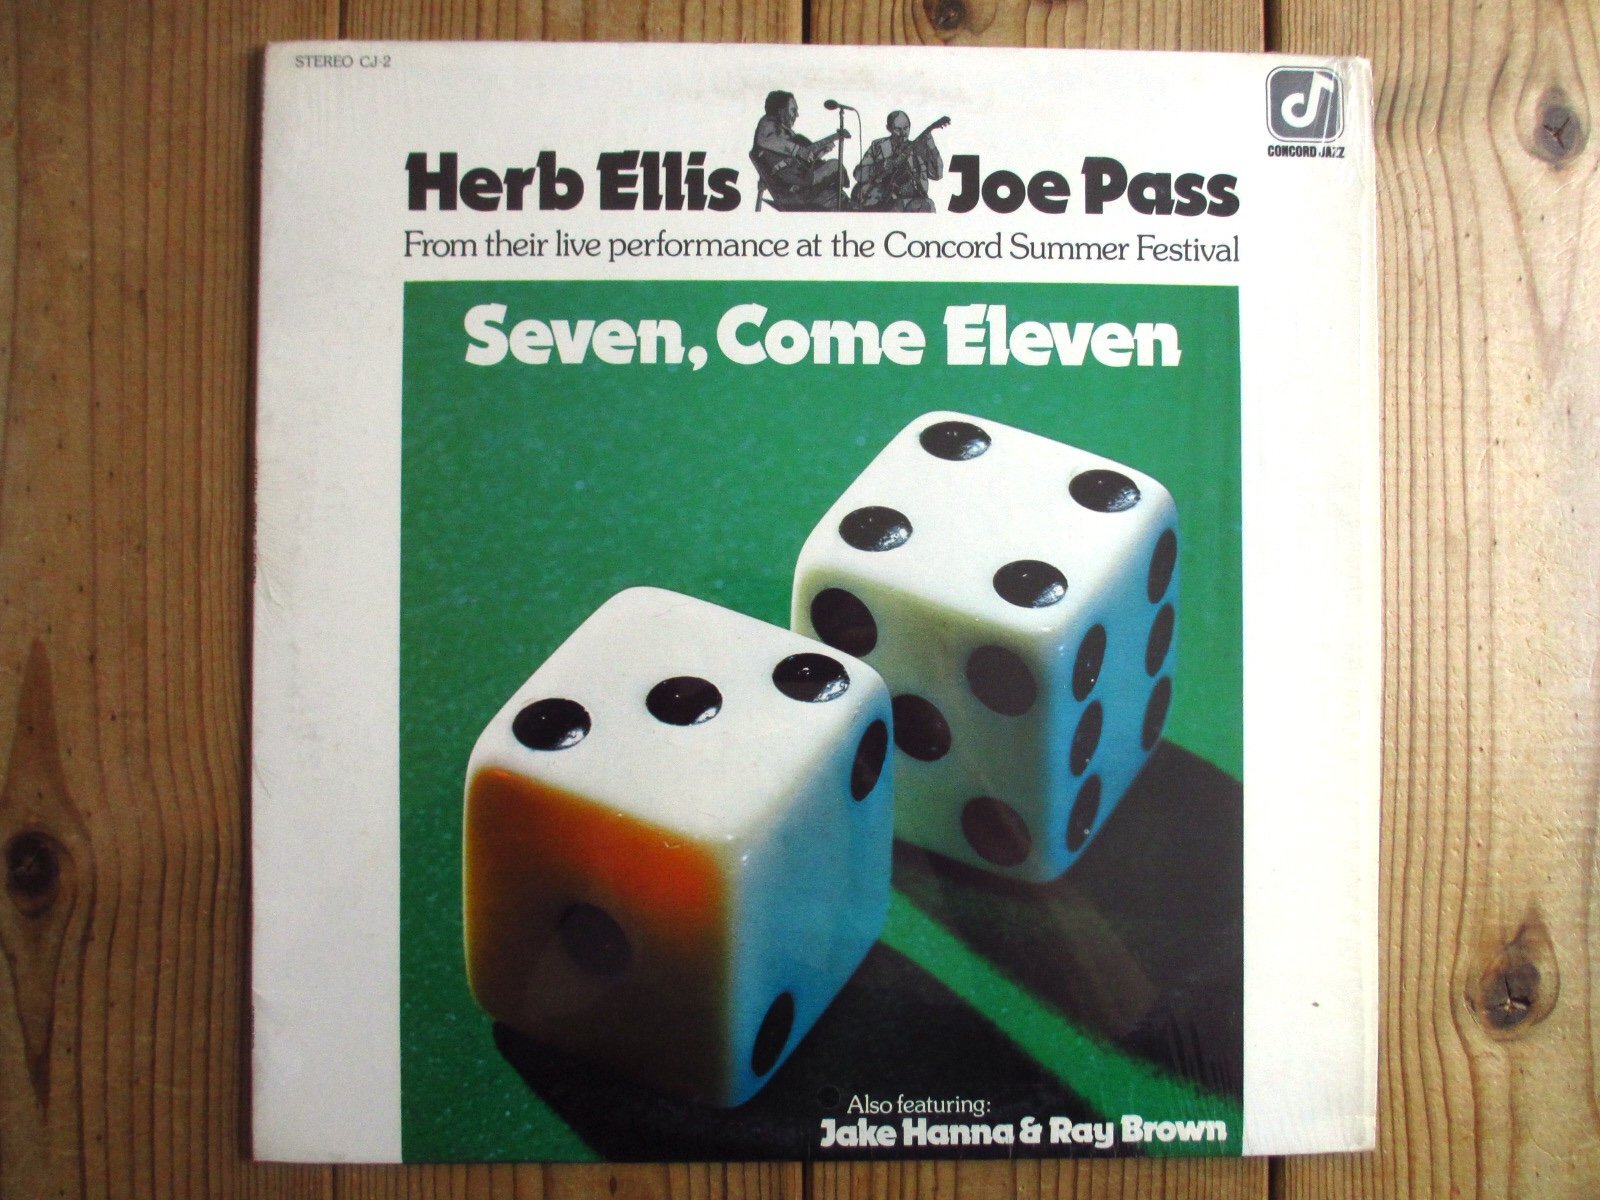 STEREO CJ-2
CONCORD JAZZ
Herb Ellis Joe Pass
From their live performance at the Concord Summer Festival
Seven, Come Eleven
Also featuring:
Jake Hanna & Ray Brown